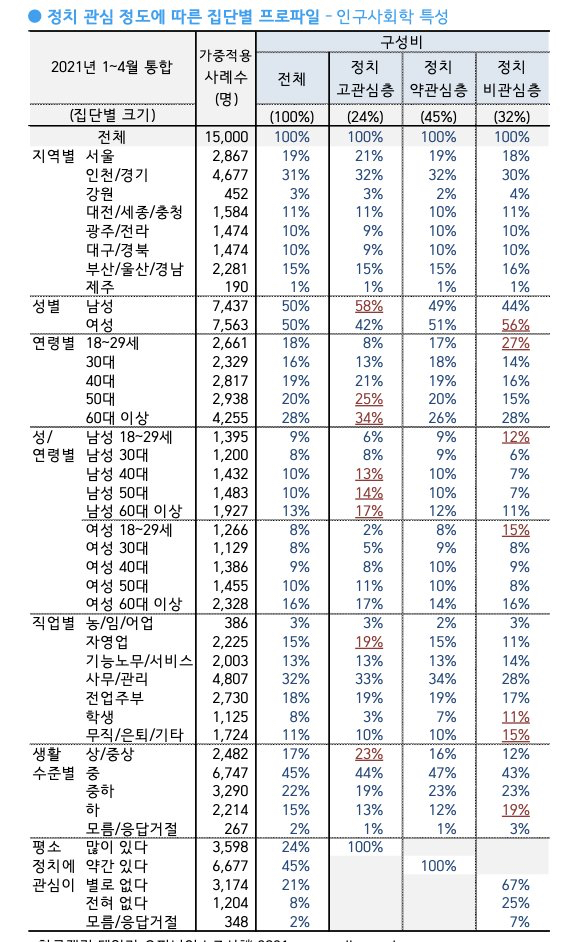 ● 정치 관심 정도에 따른 집단별 프로파일 - 인구사회학 특성
2021년 1~4월 통합 가중적용 사례수 (명) 구성비
전체 정치 고관심층 정치 약관심층 정치 비관심층
(집단별 크기) (100%) (24%) (45%) (32%)
전체 15,000 100% 100% 100% 100%
지역별 서울 2,867 19% 21% 19% 18%
인천/경기 4,677 31% 32% 32% 30%
강원 452 3% 3% 2% 4%
대전/세종/충청 1,584 11% 11% 10% 11%
광주/전라 1,474 10% 9% 10% 10%
대구/경북 1,474 10% 9% 10% 10%
부산/울산/경남 2,281 15% 15% 15% 16%
제주 190 1% 1% 1% 1%
성별 남성 7,437 50% 58% 49% 44%
여성 7,563 50% 42% 51% 56%
연령별 18~29세 2,661 18% 8% 17% 27%
30대 2,329 16% 13% 18% 14%
40대 2,817 19% 21% 19% 16%
50대 2,938 20% 25% 20% 15%
60대 이상 4,255 28% 34% 26% 28%
성/ 남성 18~29세 1,395 9% 6% 9% 12%
연령별 남성 30대 1,200 8% 8% 9% 6%
남성 40대 1,432 10% 13% 10% 7%
남성 50대 1,483 10% 14% 10% 7%
남성 60대 이상 1,927 13% 17% 12% 11%
여성 18~29세 1,266 8% 2% 8% 15%
여성 30대 1,129 8% 5% 9% 8%
여성 40대 1,386 9% 8% 10% 9%
여성 50대 1,455 10% 11% 10% 8%
여성 60대 이상 2,328 16% 17% 14% 16%
직업별 농/임/어업 386 3% 3% 2% 3%
자영업 2,225 15% 19% 15% 11%
기능노무/서비스 2,003 13% 13% 13% 14%
사무/관리 4,807 32% 33% 34% 28%
전업주부 2,730 18% 19% 19% 17%
학생 1,125 8% 3% 7% 11%
무직/은퇴/기타 1,724 11% 10% 10% 15%
생활 상/중상 2,482 17% 23% 16% 12%
수준별 중 6,747 45% 44% 47% 43%
중하 3,290 22% 19% 23% 23%
하 2,214 15% 13% 12% 19%
모름/응답거절 267 2% 1% 1% 3%
평소 많이 있다 3,598 24% 100%
정치에 약간 있다 6,677 45% 100%
관심이 별로 없다 3,174 21% 67%
전혀 없다 1,204 8% 25%
모름/응답거절 348 2% 7%